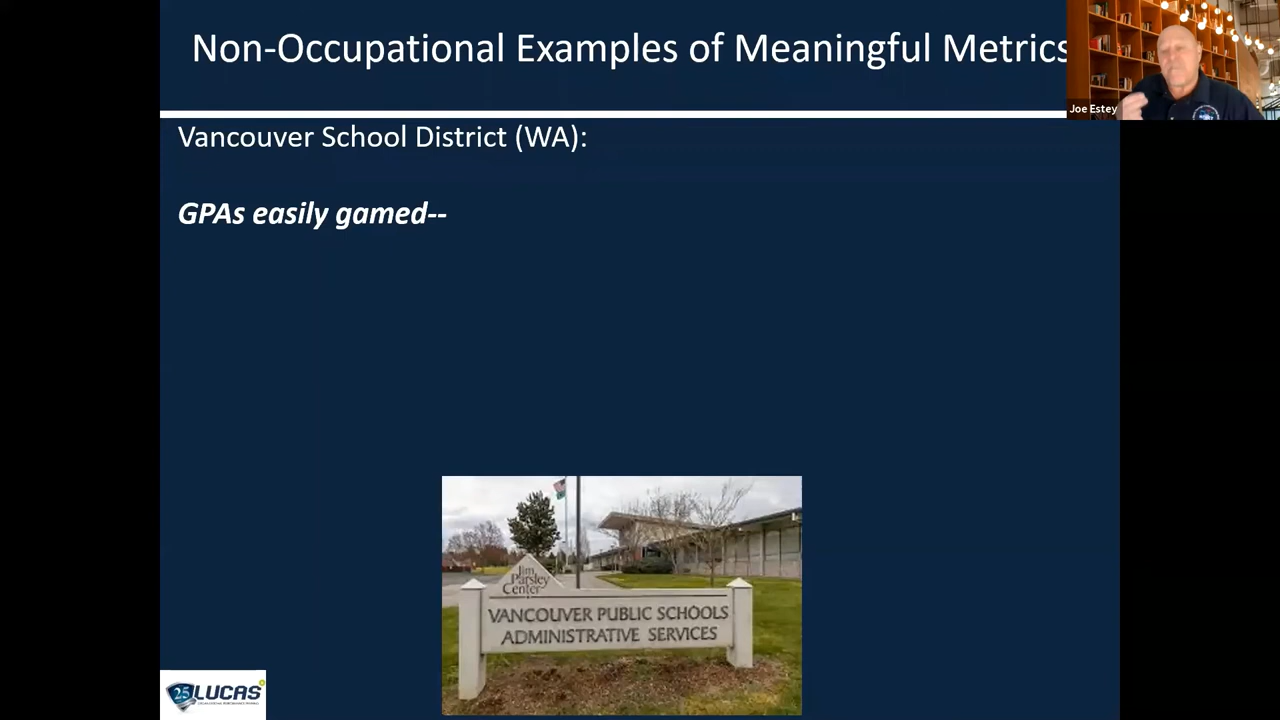 Non-Occupational Examples of Meaningful Metrics
Joe Estey
Vancouver School District (WA):
GPAs easily gamed--
Jim
Parsley
Center
VANCOUVER PUBLIC SCHOOLS
ADMINISTRATIVE SERVICES
25 LUCAS